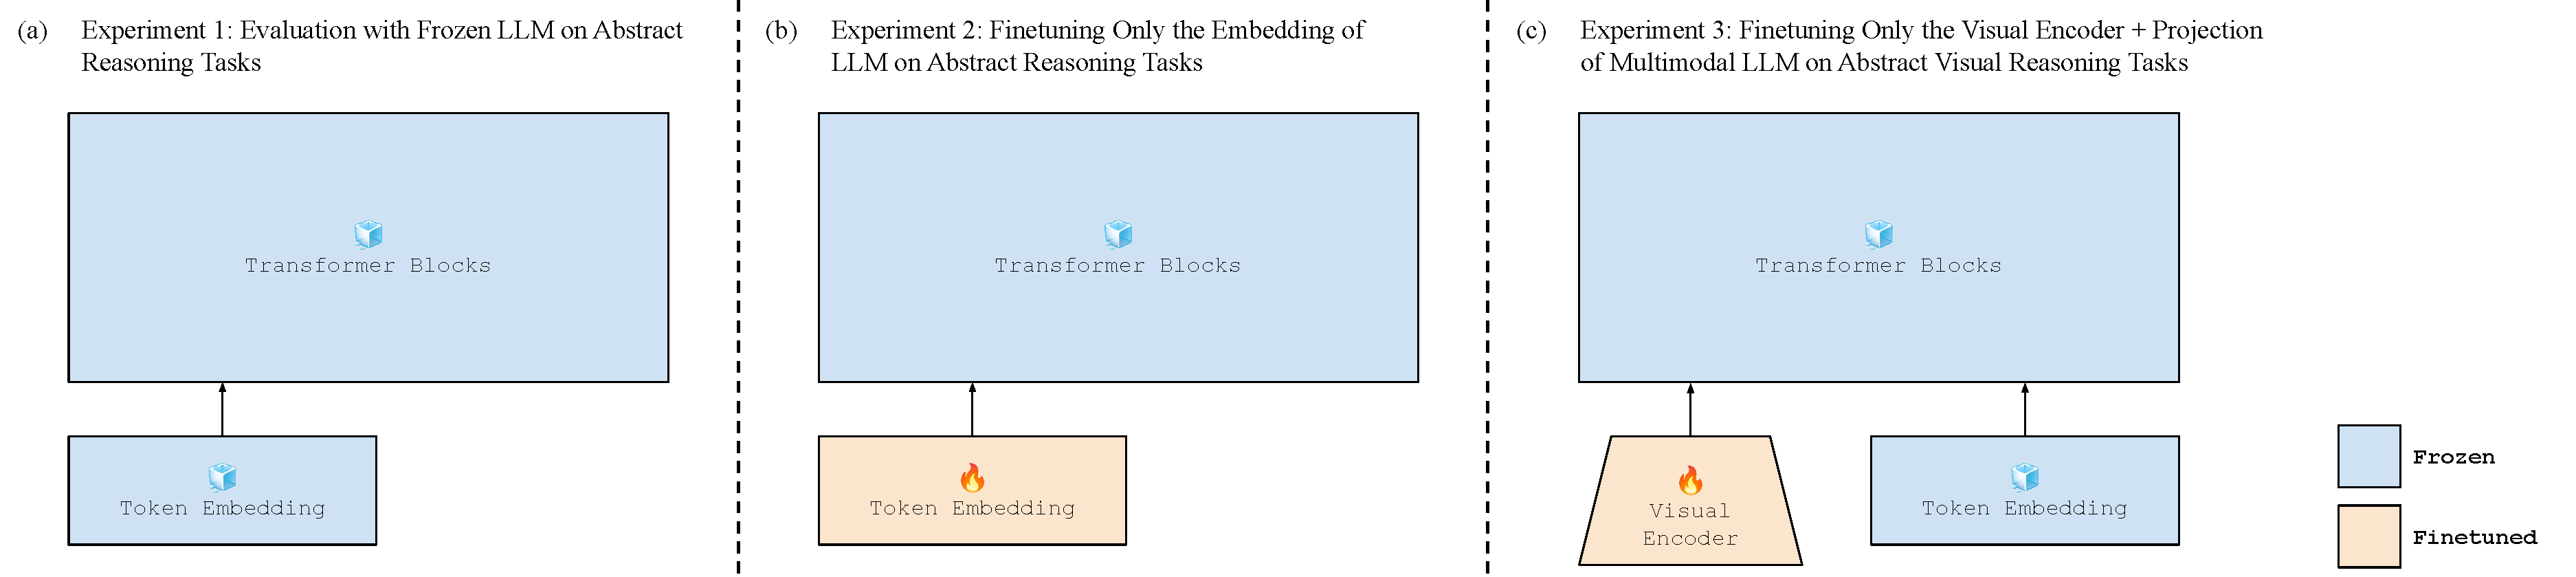 (a) Experiment 1: Evaluation with Frozen LLM on Abstract
Reasoning Tasks
Transformer Blocks
Token Embedding
(b) Experiment 2: Finetuning Only the Embedding of
LLM on Abstract Reasoning Tasks
Transformer Blocks
Token Embedding
(c) Experiment 3: Finetuning Only the Visual Encoder + Projection
of Multimodal LLM on Abstract Visual Reasoning Tasks
Transformer Blocks
Visual
Encoder
Token Embedding
Frozen
Finetuned